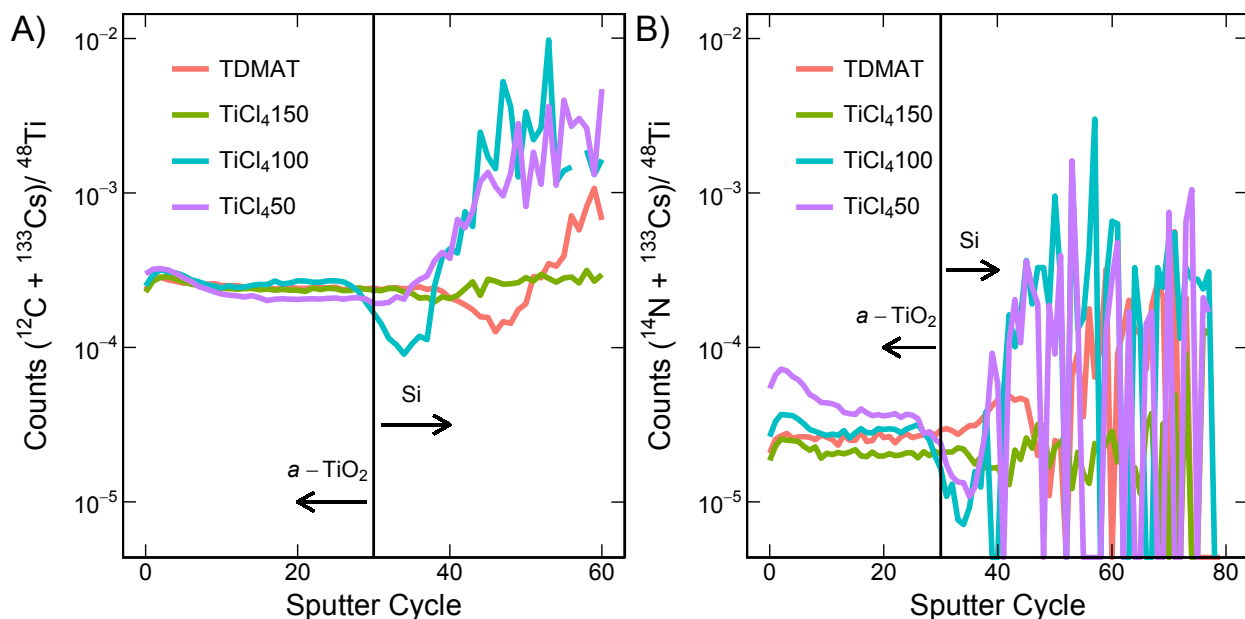 A)
Counts (¹²C + ¹³³Cs)/ ⁴⁸Ti
10⁻²
10⁻³
10⁻⁴
10⁻⁵
TDMAT
TiCl₄150
TiCl₄100
TiCl₄50
Si
a – TiO₂
0
20
40
60
Sputter Cycle
B)
Counts (¹⁴N + ¹³³Cs)/ ⁴⁸Ti
10⁻²
10⁻³
10⁻⁴
10⁻⁵
TDMAT
TiCl₄150
TiCl₄100
TiCl₄50
Si
a – TiO₂
0
20
40
60
80
Sputter Cycle